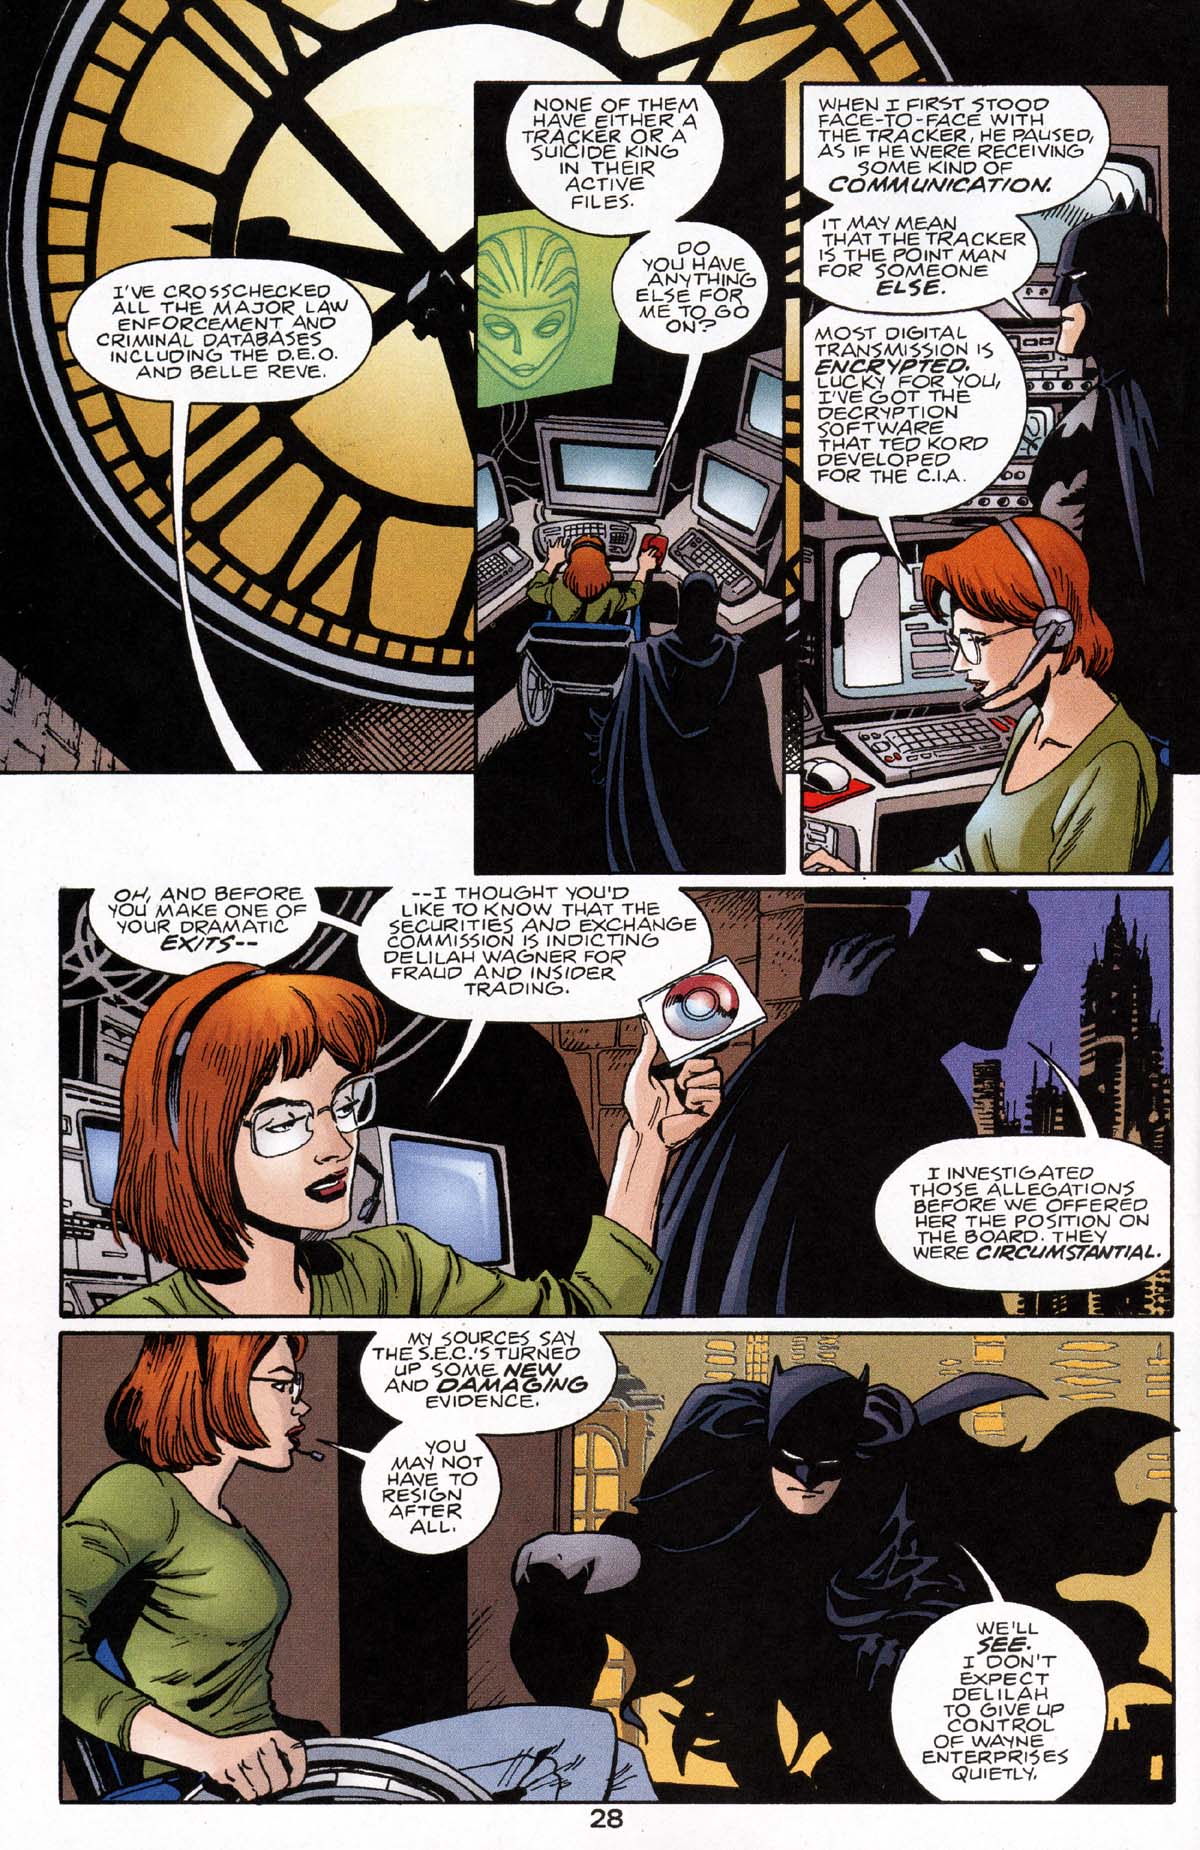 I'VE CROSSCHECKED
ALL THE MAJOR LAW
ENFORCEMENT AND
CRIMINAL DATABASES
INCLUDING THE D.E.O.
AND BELLE REVE.
NONE OF THEM
HAVE EITHER A
TRACKER OR A
SUICIDE KING
IN THEIR
ACTIVE
FILES.
DO
YOU HAVE
ANYTHING
ELSE FOR
ME TO GO
ON?
WHEN I FIRST STOOD
FACE-TO-FACE WITH
THE TRACKER, HE PAUSED,
AS IF HE WERE RECEIVING
SOME KIND OF
COMMUNICATION.
IT MAY MEAN
THAT THE TRACKER
IS THE POINT MAN
FOR SOMEONE
ELSE.
MOST DIGITAL
TRANSMISSION IS
ENCRYPTED.
LUCKY FOR YOU,
I'VE GOT THE
DECRYPTION
SOFTWARE
THAT TED KORD
DEVELOPED
FOR THE C.I.A.
OH, AND BEFORE
YOU MAKE ONE OF
YOUR DRAMATIC
EXITS--
--I THOUGHT YOU'D
LIKE TO KNOW THAT THE
SECURITIES AND EXCHANGE
COMMISSION IS INDICTING
DELILAH WAGNER FOR
FRAUD AND INSIDER
TRADING.
I INVESTIGATED
THOSE ALLEGATIONS
BEFORE WE OFFERED
HER THE POSITION ON
THE BOARD. THEY
WERE CIRCUMSTANTIAL.
MY SOURCES SAY
THE S.E.C.'S TURNED
UP SOME NEW
AND DAMAGING
EVIDENCE.
YOU
MAY NOT
HAVE TO
RESIGN
AFTER
ALL.
WE'LL
SEE.
I DON'T
EXPECT
DELILAH
TO GIVE UP
CONTROL
OF WAYNE
ENTERPRISES
QUIETLY.
28